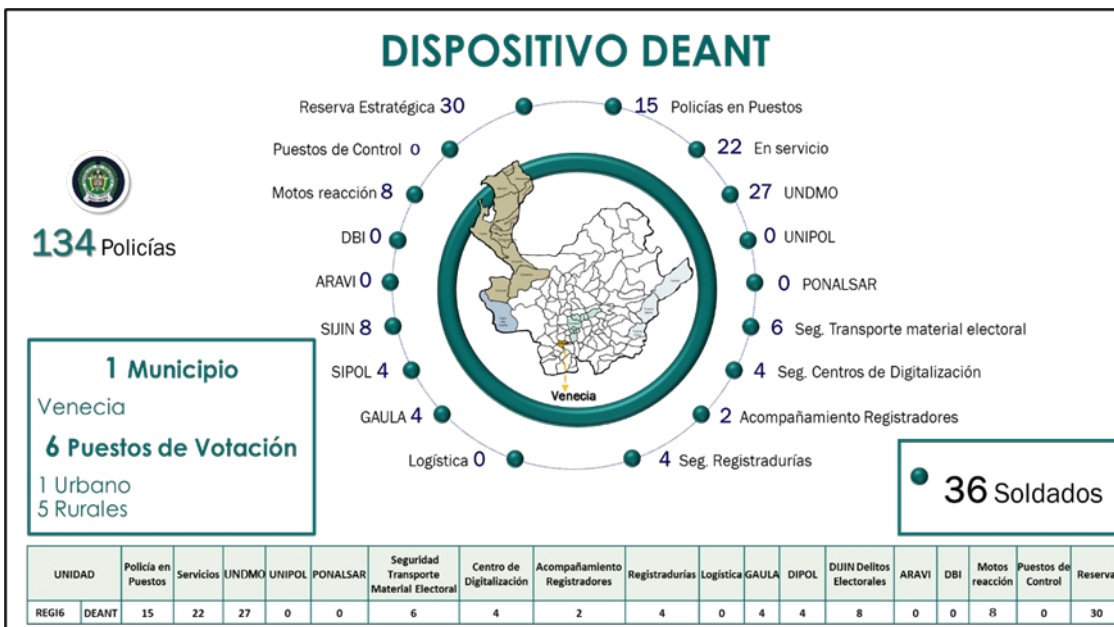 DISPOSITIVO DEANT
134 Policías
1 Municipio
Venecia
6 Puestos de Votación
1 Urbano
5 Rurales
Reserva Estratégica 30
Puestos de Control 0
Motos reacción 8
DBI 0
ARAVI 0
SIJIN 8
SIPOL 4
GAULA 4
Logística 0
15 Policías en Puestos
22 En servicio
27 UNDMO
0 UNIPOL
0 PONALSAR
6 Seg. Transporte material electoral
4 Seg. Centros de Digitalización
2 Acompañamiento Registradores
4 Seg. Registradurías
Venecia
36 Soldados
UNIDAD
Policía en
Puestos
Servicios
UNDMO
UNIPOL
PONALSAR
Seguridad
Transporte
Material Electoral
Centro de
Digitalización
Acompañamiento
Registradores
Registradurías
Logística
GAULA
DIPOL
DIJIN Delitos
Electorales
ARAVI
DBI
Motos
reacción
Puestos de
Control
Reserva
REGI6 DEANT 15 22 27 0 0 6 4 2 4 0 4 4 8 0 0 8 0 30